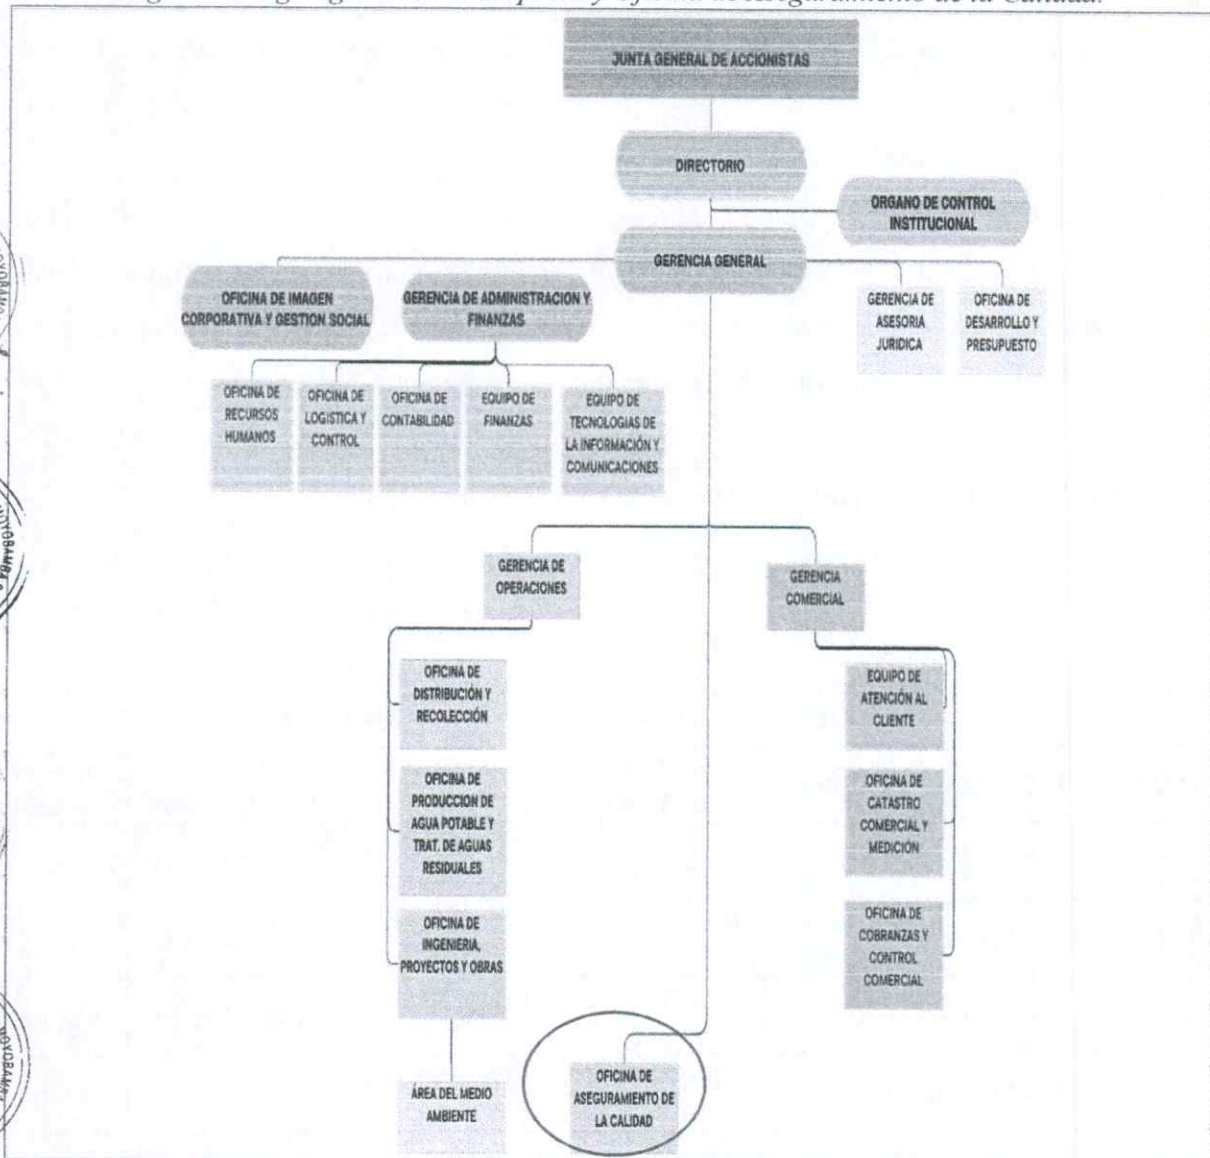 Calidad.
JUNTA GENERAL DE ACCIONISTAS
DIRECTORIO
ORGANO DE CONTROL
INSTITUCIONAL
GERENCIA GENERAL
OFICINA DE IMAGEN
CORPORATIVA Y GESTION SOCIAL
GERENCIA DE ADMINISTRACION Y
FINANZAS
GERENCIA DE
ASESORIA
JURIDICA
OFICINA DE
DESARROLLO Y
PRESUPUESTO
OFICINA DE
RECURSOS
HUMANOS
OFICINA DE
LOGISTICA Y
CONTROL
OFICINA DE
CONTABILIDAD
EQUIPO DE
FINANZAS
EQUIPO DE
TECNOLOGIAS DE
LA INFORMACIÓN Y
COMUNICACIONES
GERENCIA DE
OPERACIONES
GERENCIA
COMERCIAL
OFICINA DE
DISTRIBUCIÓN Y
RECOLECCIÓN
EQUIPO DE
ATENCIÓN AL
CLIENTE
OFICINA DE
PRODUCCION DE
AGUA POTABLE Y
TRAT. DE AGUAS
RESIDUALES
OFICINA DE
CATASTRO
COMERCIAL Y
MEDICIÓN
OFICINA DE
INGENIERIA,
PROYECTOS Y OBRAS
OFICINA DE
COBRANZAS Y
CONTROL
COMERCIAL
ÁREA DEL MEDIO
AMBIENTE
OFICINA DE
ASEGURAMIENTO DE
LA CALIDAD
MOYOBAMBA
MOYOBAMBA
MOYOBAMBA